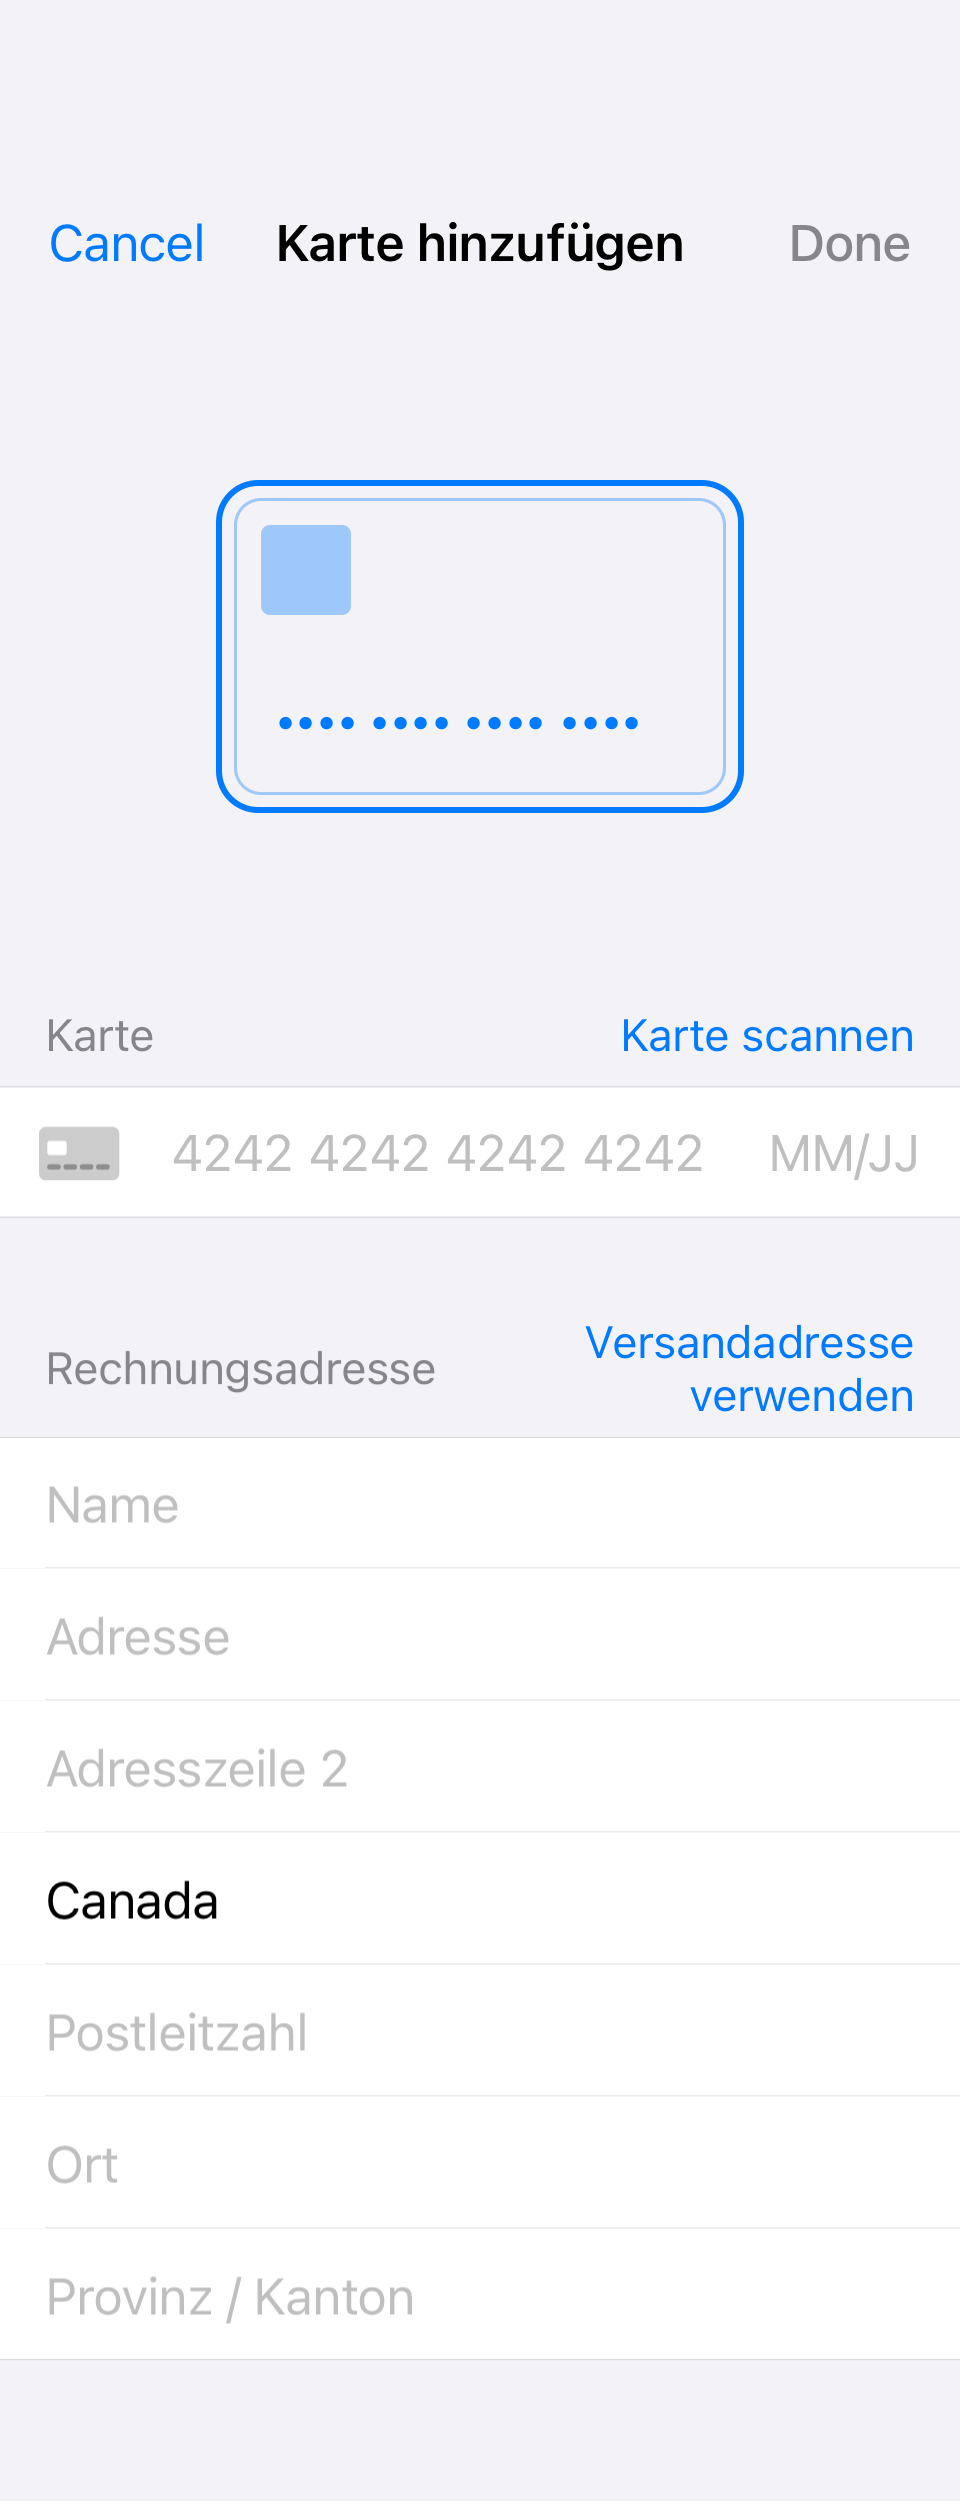 Cancel Karte hinzufügen Done
Karte Karte scannen
4242 4242 4242 4242 MM/JJ
Rechnungsadresse
Versandadresse
verwenden
Name
Adresse
Adresszeile 2
Canada
Postleitzahl
Ort
Provinz / Kanton